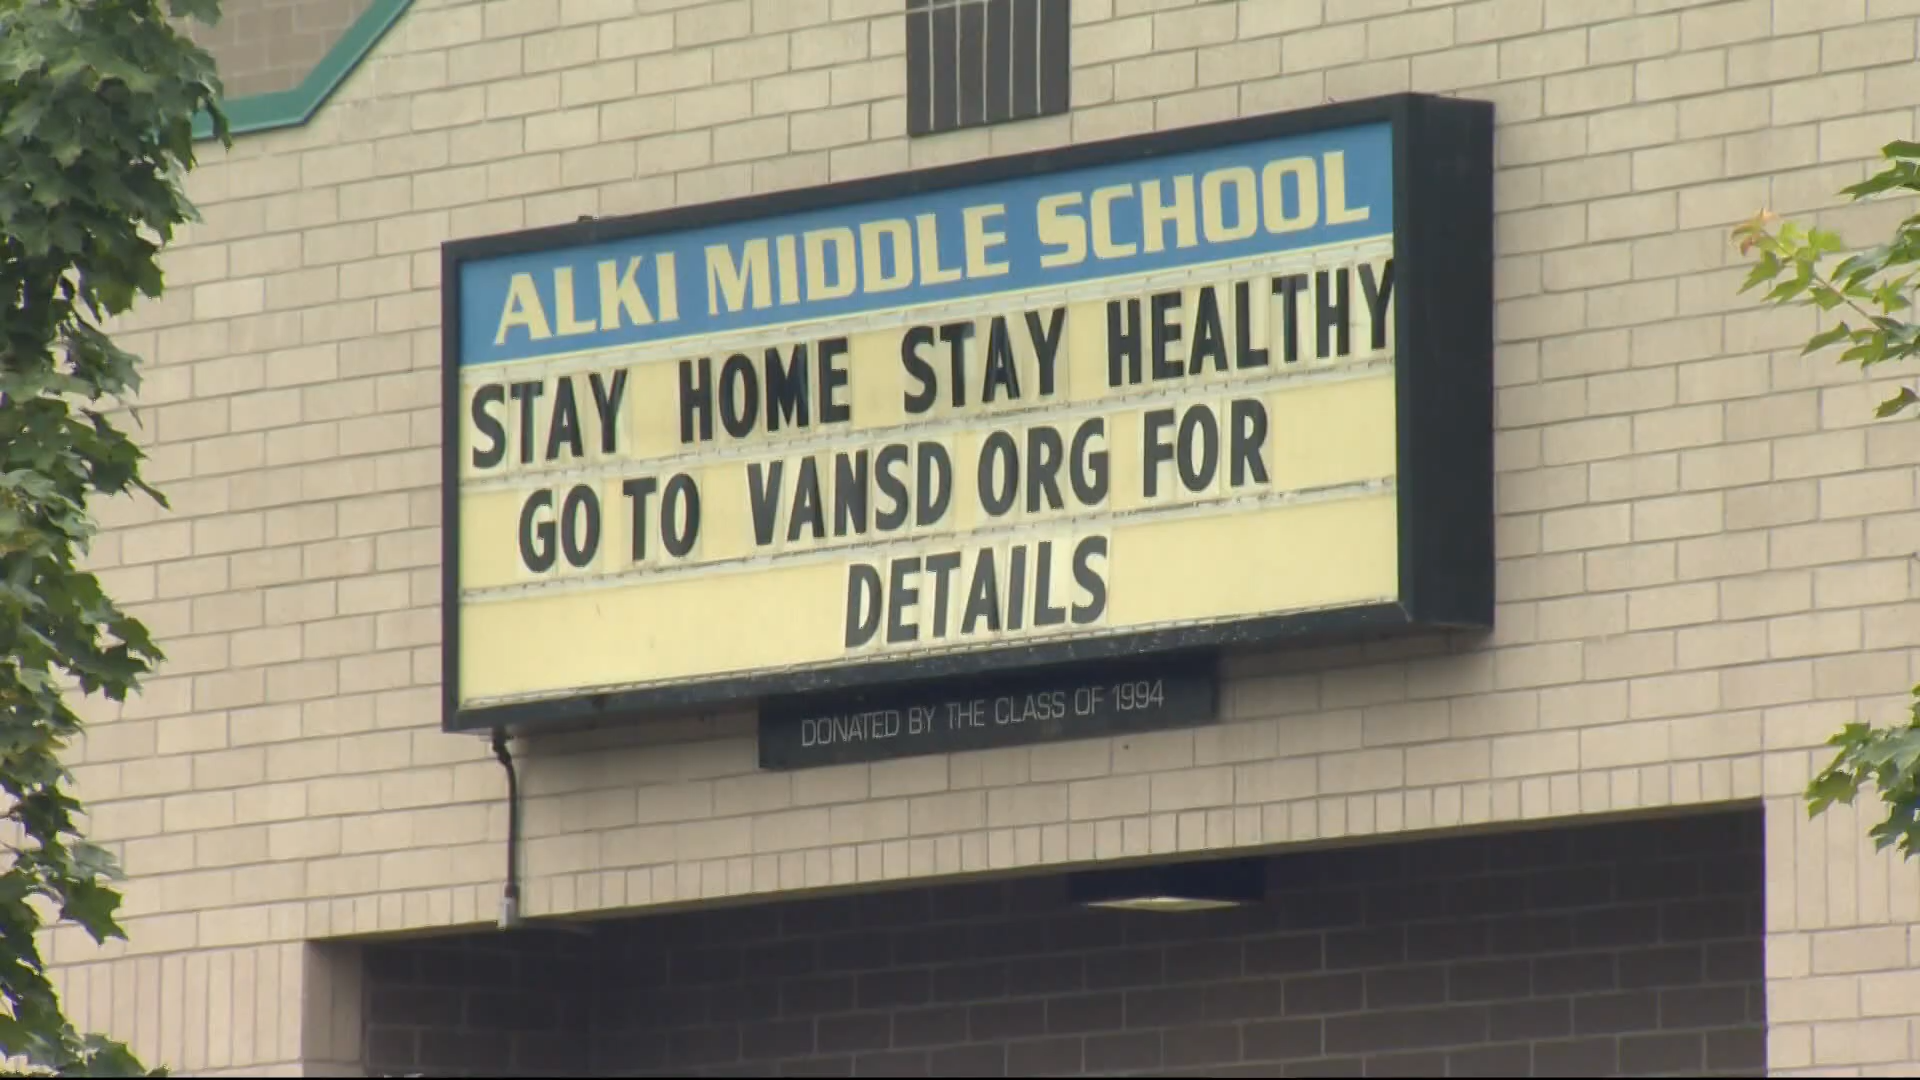 ALKI MIDDLE SCHOOL
STAY HOME STAY HEALTHY
GO TO VANSD ORG FOR
DETAILS
DONATED BY THE CLASS OF 1994